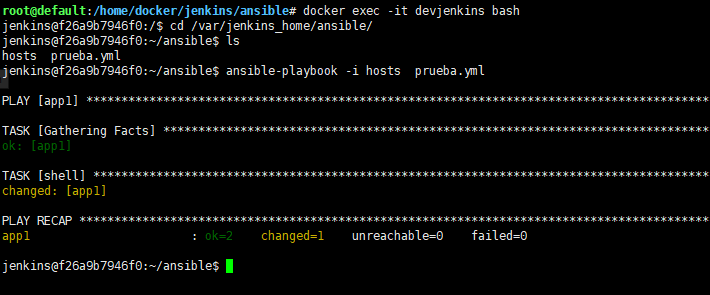 root@default:/home/docker/jenkins/ansible# docker exec -it devjenkins bash
jenkins@f26a9b7946f0:/$ cd /var/jenkins_home/ansible/
jenkins@f26a9b7946f0:~/ansible$ ls
hosts  prueba.yml
jenkins@f26a9b7946f0:~/ansible$ ansible-playbook -i hosts  prueba.yml
PLAY [app1] *****************************************************************************************
TASK [Gathering Facts] ******************************************************************************
ok: [app1]
TASK [shell] ****************************************************************************************
changed: [app1]
PLAY RECAP ******************************************************************************************
app1                       : ok=2    changed=1    unreachable=0    failed=0
jenkins@f26a9b7946f0:~/ansible$